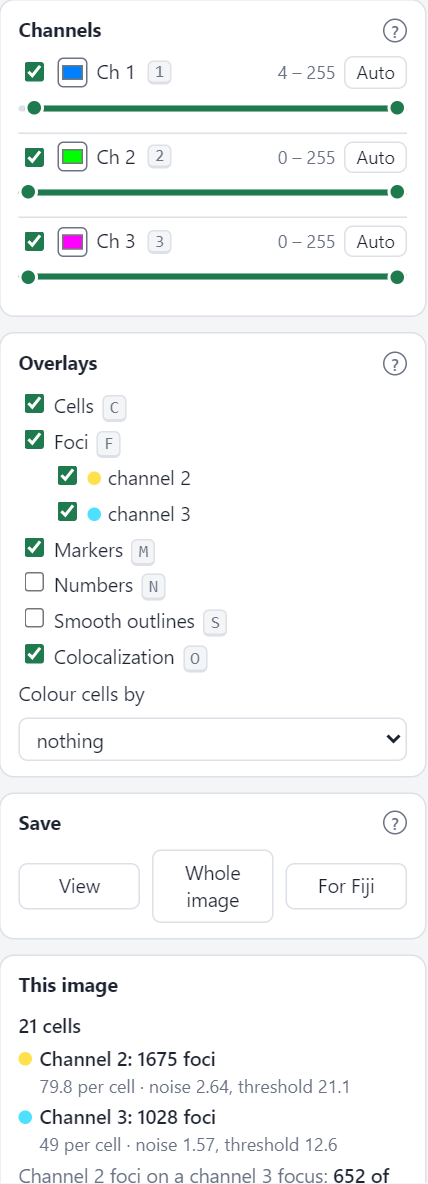 Channels ?
Ch 1 1 4 – 255 Auto
Ch 2 2 0 – 255 Auto
Ch 3 3 0 – 255 Auto
Overlays ?
Cells C
Foci F
channel 2
channel 3
Markers M
Numbers N
Smooth outlines S
Colocalization O
Colour cells by
nothing
Save ?
View
Whole
image
For Fiji
This image
21 cells
Channel 2: 1675 foci
79.8 per cell · noise 2.64, threshold 21.1
Channel 3: 1028 foci
49 per cell · noise 1.57, threshold 12.6
Channel 2 foci on a channel 3 focus: 652 of